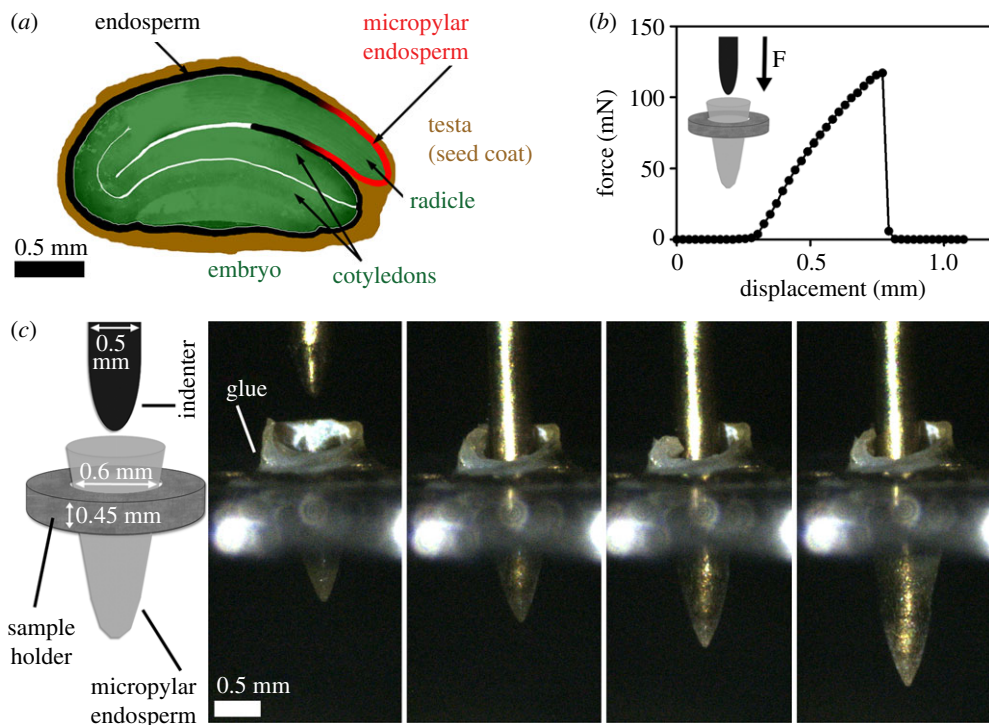 (a)
endosperm
micropylar
endosperm
testa
(seed coat)
radicle
0.5 mm
embryo
cotyledons
(b)
150
100
50
0
force (mN)
F
0
0.5
1.0
displacement (mm)
(c)
0.5
mm
indenter
glue
0.6 mm
0.45 mm
sample
holder
micropylar
endosperm
0.5 mm